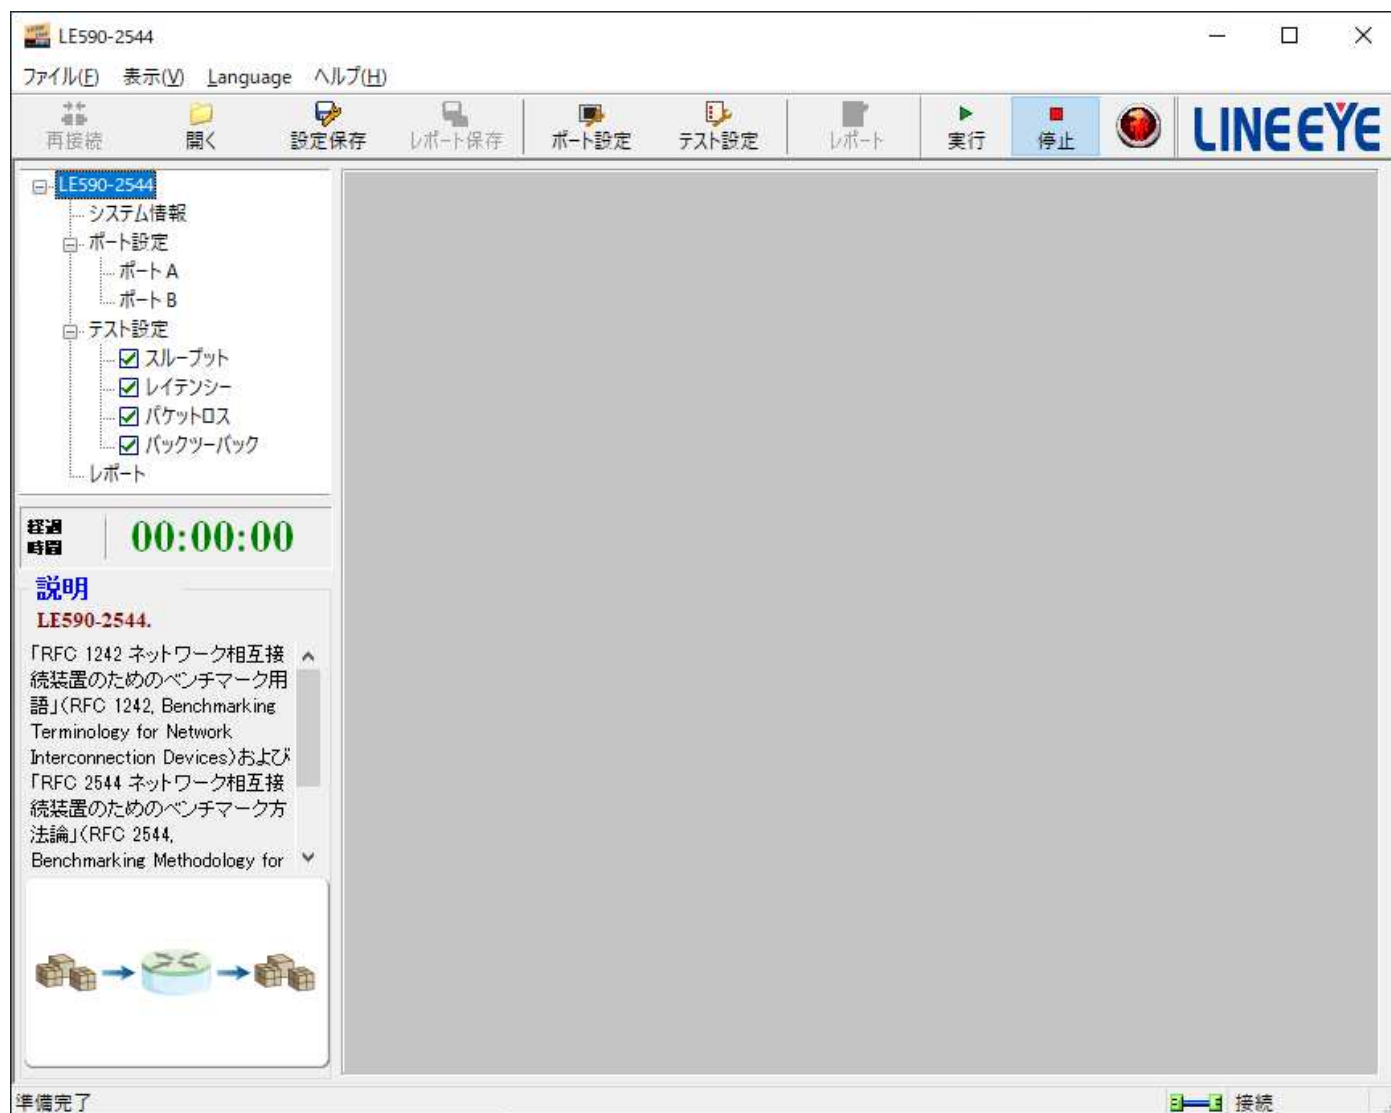 LE590-2544
ファイル(F) 表示(V) Language ヘルプ(H)
再接続 開く 設定保存 レポート保存 ポート設定 テスト設定 レポート 実行 停止 LINEEYE
LE590-2544
システム情報
ポート設定
ポート A
ポート B
テスト設定
スループット
レイテンシー
パケットロス
バックツーバック
レポート
経過
時間
00:00:00
説明
LE590-2544.
「RFC 1242 ネットワーク相互接
続装置のためのベンチマーク用
語」(RFC 1242, Benchmarking
Terminology for Network
Interconnection Devices)および
「RFC 2544 ネットワーク相互接
続装置のためのベンチマーク方
法論」(RFC 2544,
Benchmarking Methodology for
準備完了 接続